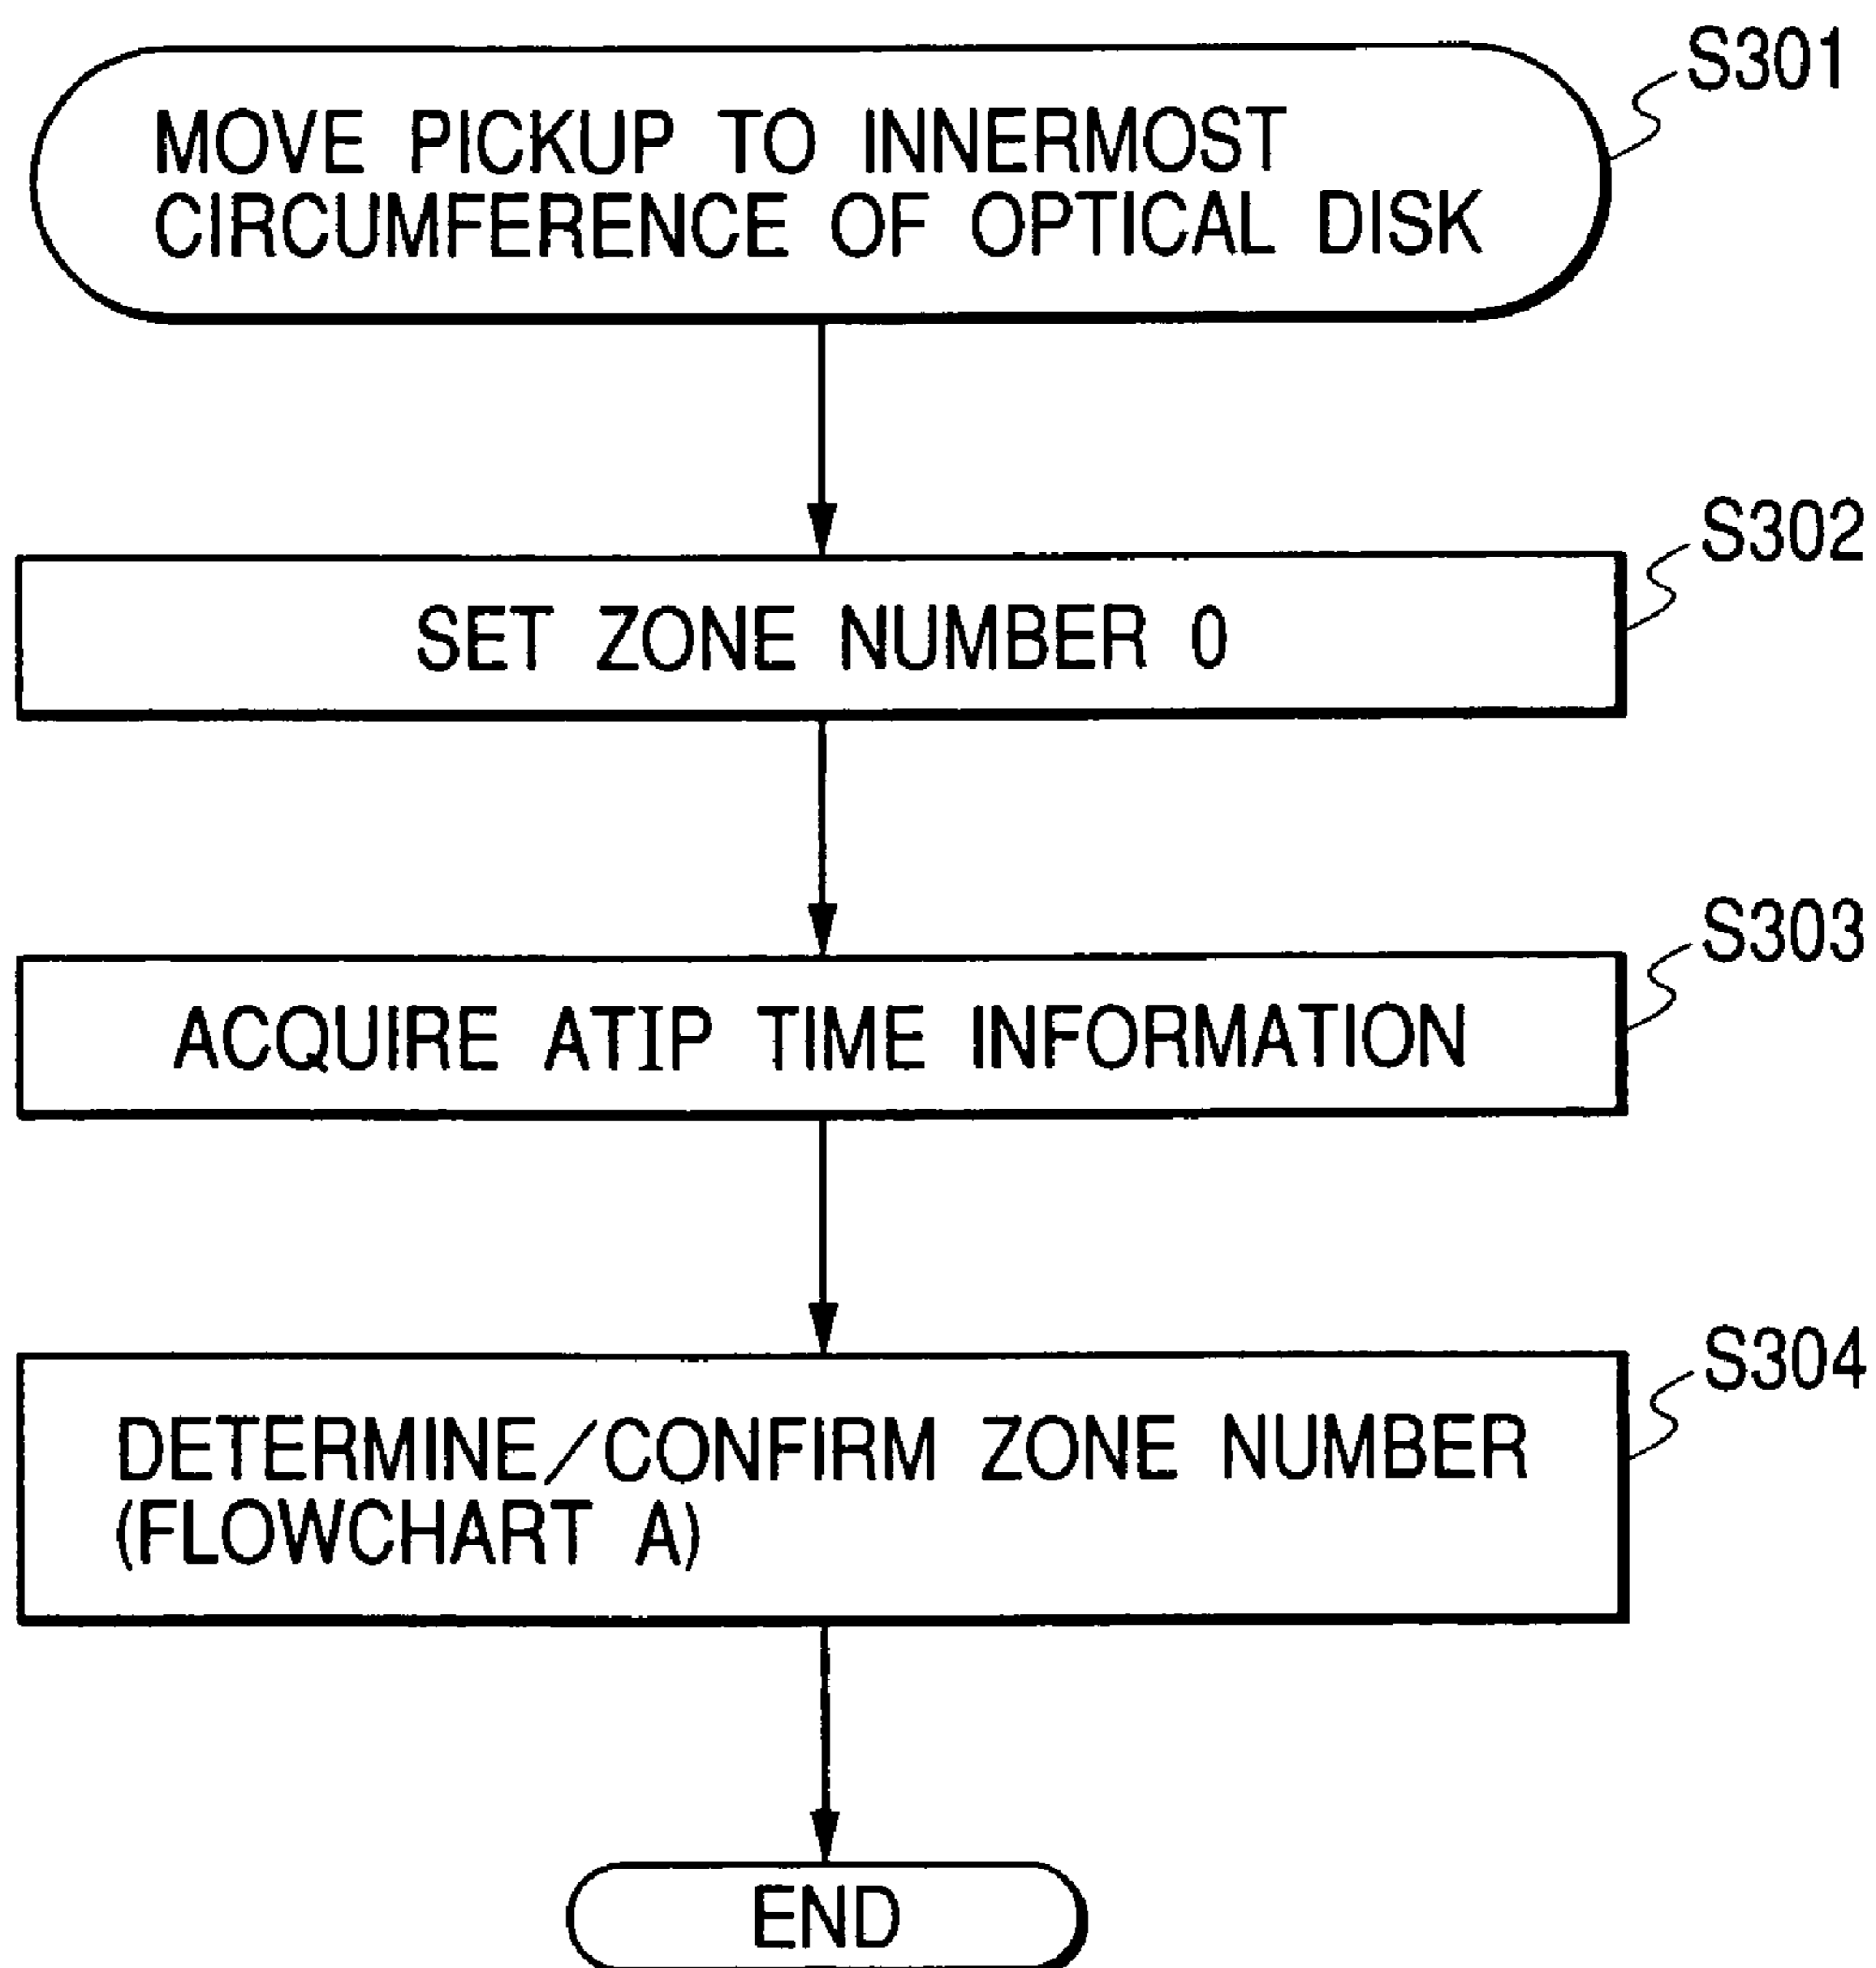 S301
MOVE PICKUP TO INNERMOST
CIRCUMFERENCE OF OPTICAL DISK
S302
SET ZONE NUMBER 0
S303
ACQUIRE ATIP TIME INFORMATION
S304
DETERMINE/CONFIRM ZONE NUMBER
(FLOWCHART A)
END